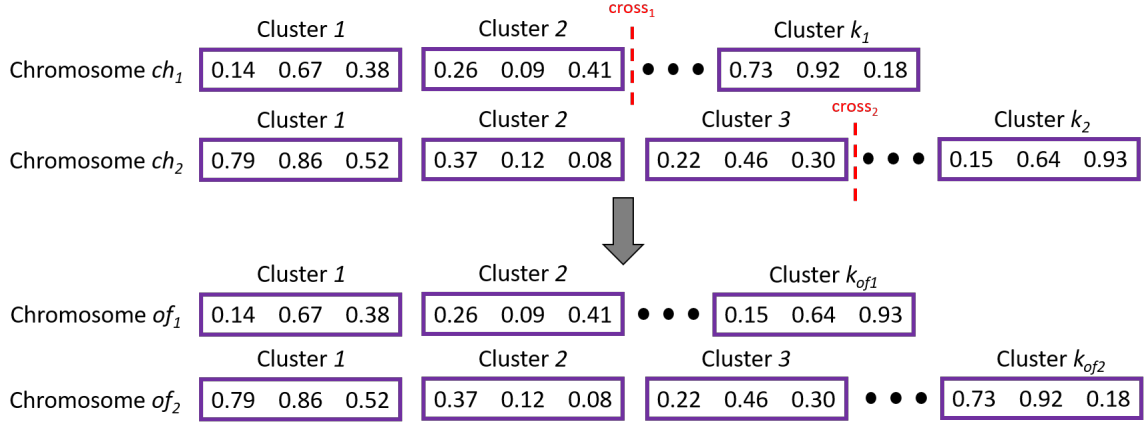 cross1
Cluster 1 Cluster 2 Cluster k1
Chromosome ch1 0.14 0.67 0.38 0.26 0.09 0.41 • • • 0.73 0.92 0.18
cross2
Cluster 1 Cluster 2 Cluster 3 Cluster k2
Chromosome ch2 0.79 0.86 0.52 0.37 0.12 0.08 0.22 0.46 0.30 • • • 0.15 0.64 0.93
Cluster 1 Cluster 2 Cluster kof1
Chromosome of1 0.14 0.67 0.38 0.26 0.09 0.41 • • • 0.15 0.64 0.93
Cluster 1 Cluster 2 Cluster 3 Cluster kof2
Chromosome of2 0.79 0.86 0.52 0.37 0.12 0.08 0.22 0.46 0.30 • • • 0.73 0.92 0.18